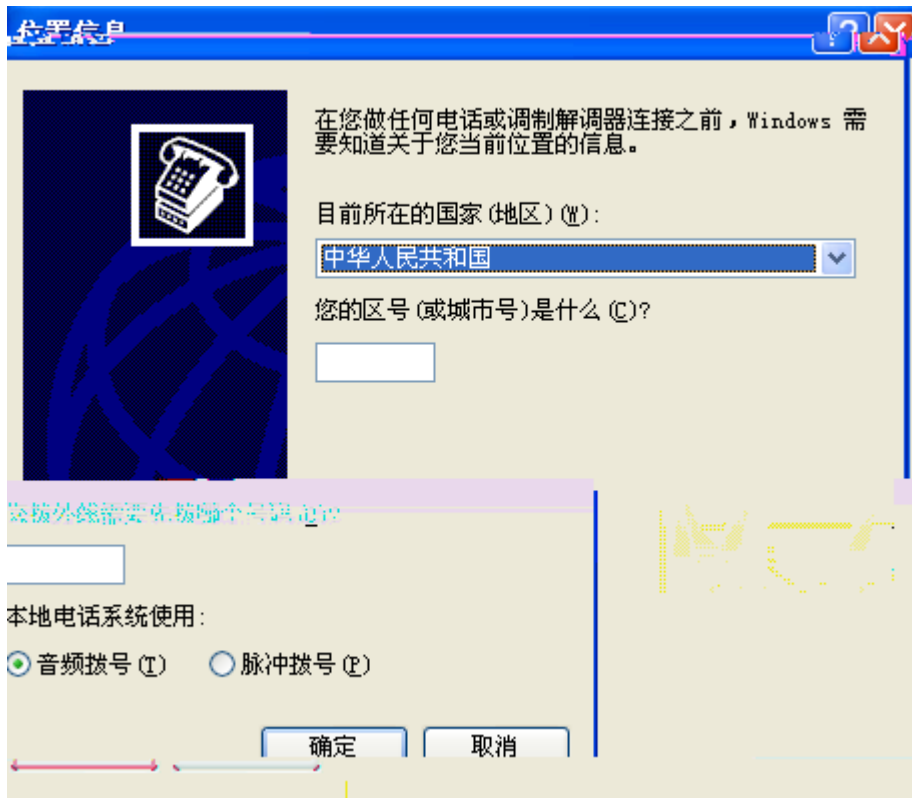 位置信息
在您做任何电话或调制解调器连接之前，Windows 需
要知道关于您当前位置的信息。
目前所在的国家(地区)(W):
中华人民共和国
您的区号(或城市号)是什么(C)?
本地电话系统使用:
音频拨号(T) 脉冲拨号(P)
确定 取消